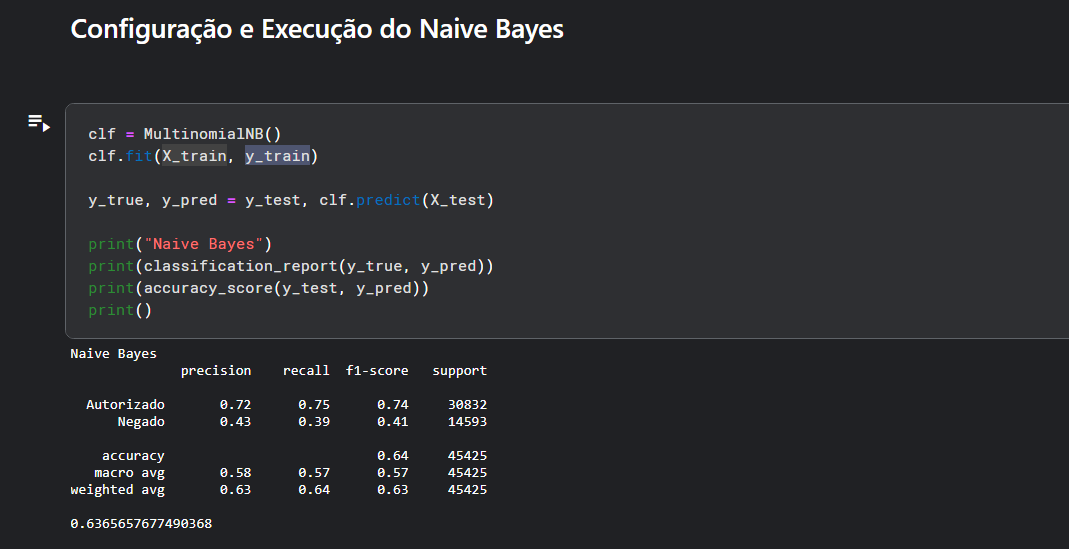 Configuração e Execução do Naive Bayes
clf = MultinomialNB()
clf.fit(X_train, y_train)
y_true, y_pred = y_test, clf.predict(X_test)
print("Naive Bayes")
print(classification_report(y_true, y_pred))
print(accuracy_score(y_test, y_pred))
print()
Naive Bayes
precision recall f1-score support
Autorizado 0.72 0.75 0.74 30832
Negado 0.43 0.39 0.41 14593
accuracy 0.64 45425
macro avg 0.58 0.57 0.57 45425
weighted avg 0.63 0.64 0.63 45425
0.6365657677490368